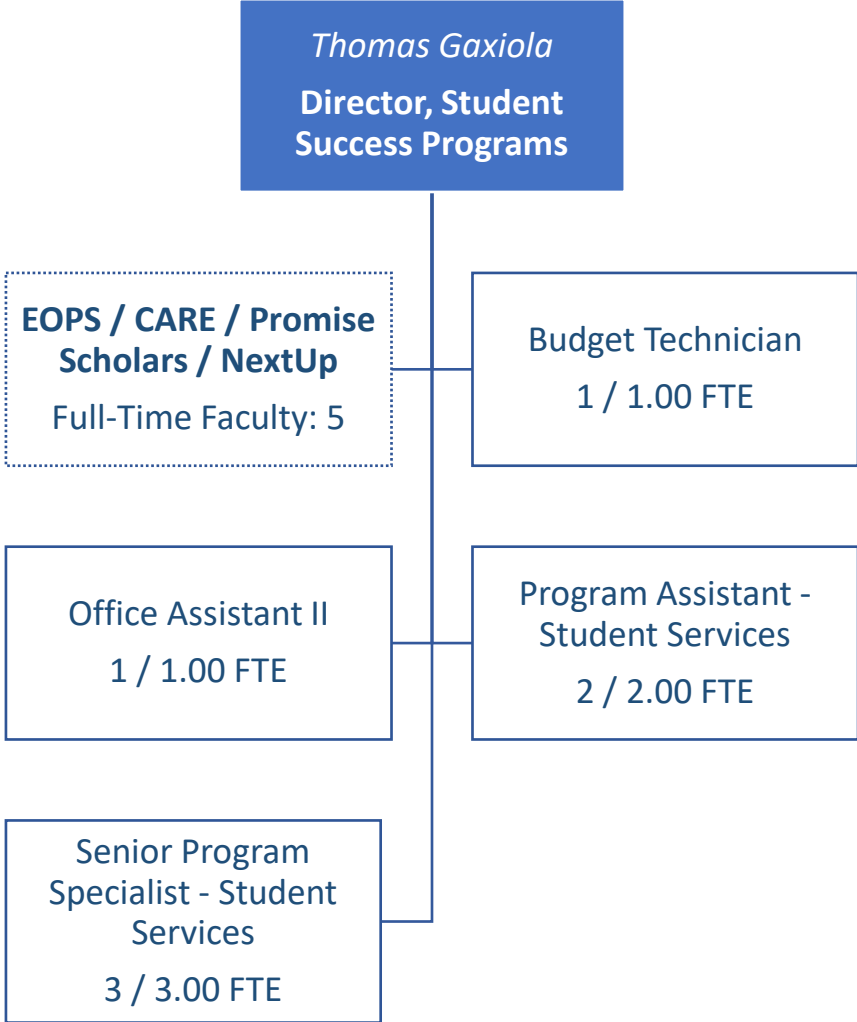 Thomas Gaxiola
Director, Student
Success Programs
EOPS / CARE / Promise
Scholars / NextUp
Full-Time Faculty: 5
Budget Technician
1 / 1.00 FTE
Office Assistant II
1 / 1.00 FTE
Program Assistant -
Student Services
2 / 2.00 FTE
Senior Program
Specialist - Student
Services
3 / 3.00 FTE